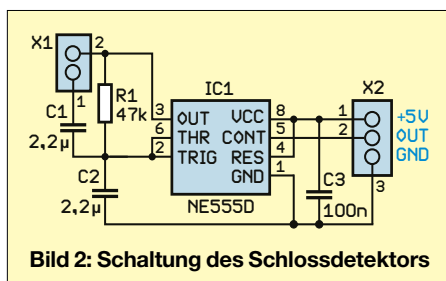 X1
2
1
C1
2,2µ
R1
47k
C2
2,2µ
IC1
3 OUT VCC 8
6 THR CONT 5
2 TRIG RES 4
GND 1
NE555D
C3
100n
X2
1 +5V
2 OUT
GND
3
Bild 2: Schaltung des Schlossdetektors